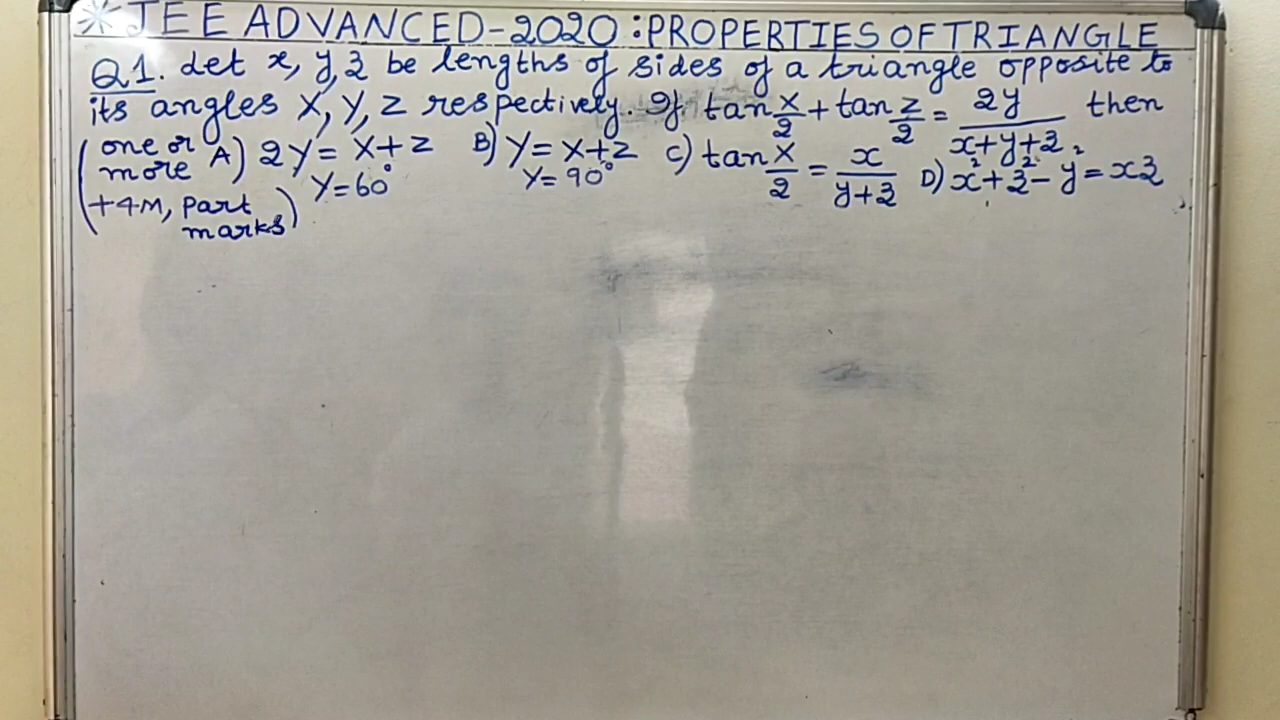 * JEE ADVANCED-2020 : PROPERTIES OF TRIANGLE
Q1. Let x, y, z be lengths of sides of a triangle opposite to
its angles X, Y, Z respectively. If tan X/2 + tan Z/2 = 2y/(x+y+z) then
(one or more A) 2Y = X+Z B) Y = X+Z C) tan X/2 = x/(y+z) D) x²+z²-y² = xz
Y=60° Y=90°
+4M, part marks)